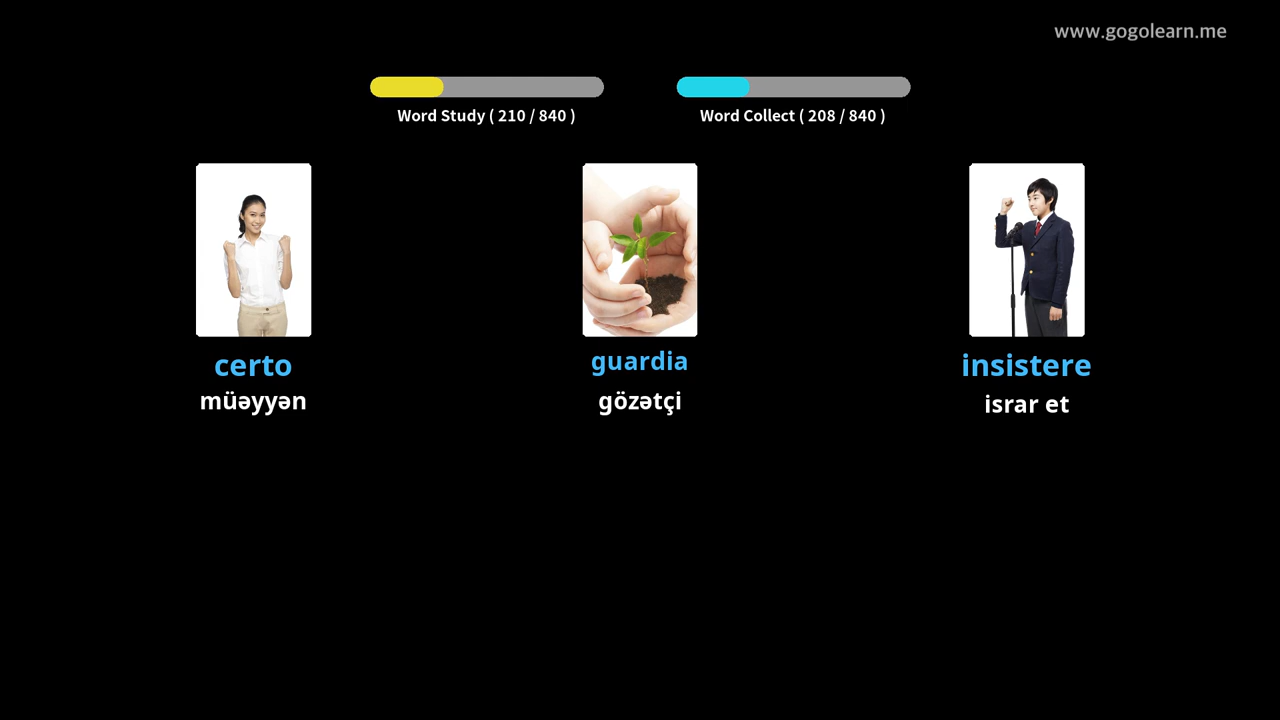 www.gogolearn.me
Word Study ( 210 / 840 )
Word Collect ( 208 / 840 )
certo
müəyyən
guardia
gözətçi
insistere
israr et